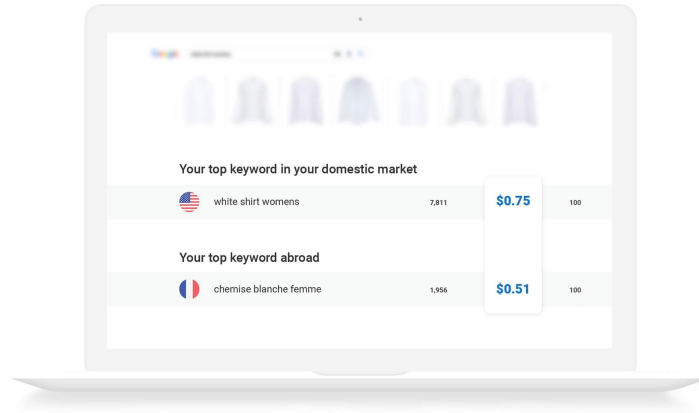 Your top keyword in your domestic market
white shirt womens 7,811 $0.75 100
Your top keyword abroad
chemise blanche femme 1,956 $0.51 100